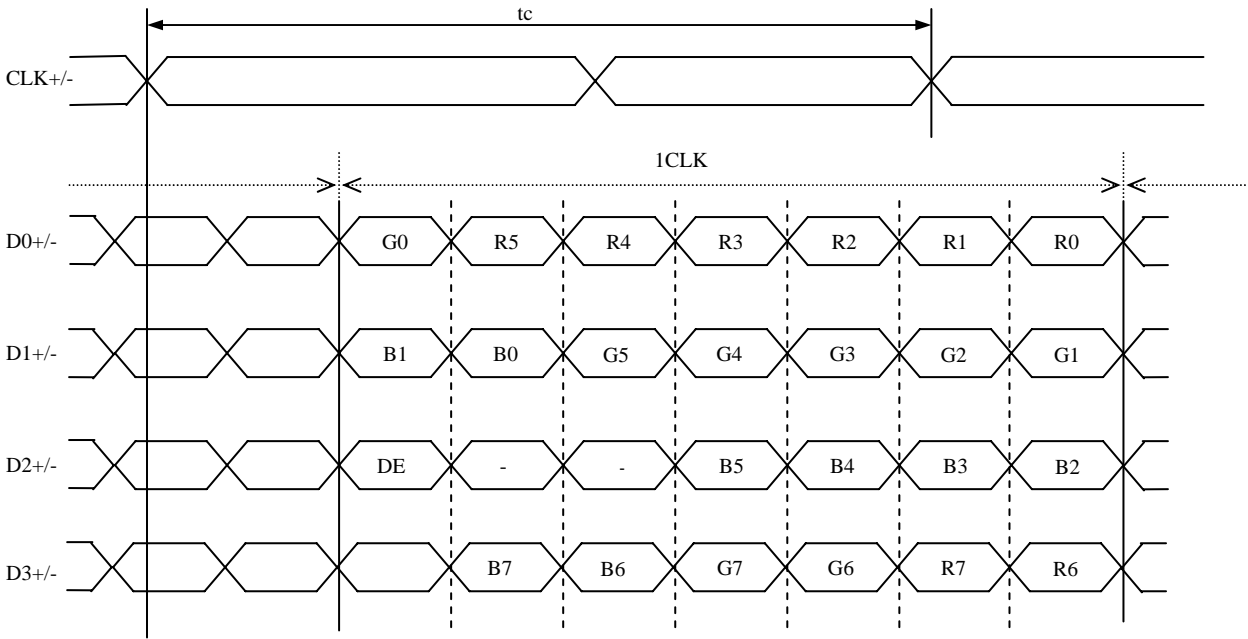 tc
CLK+/-
1CLK
D0+/- G0 R5 R4 R3 R2 R1 R0
D1+/- B1 B0 G5 G4 G3 G2 G1
D2+/- DE - - B5 B4 B3 B2
D3+/- B7 B6 G7 G6 R7 R6